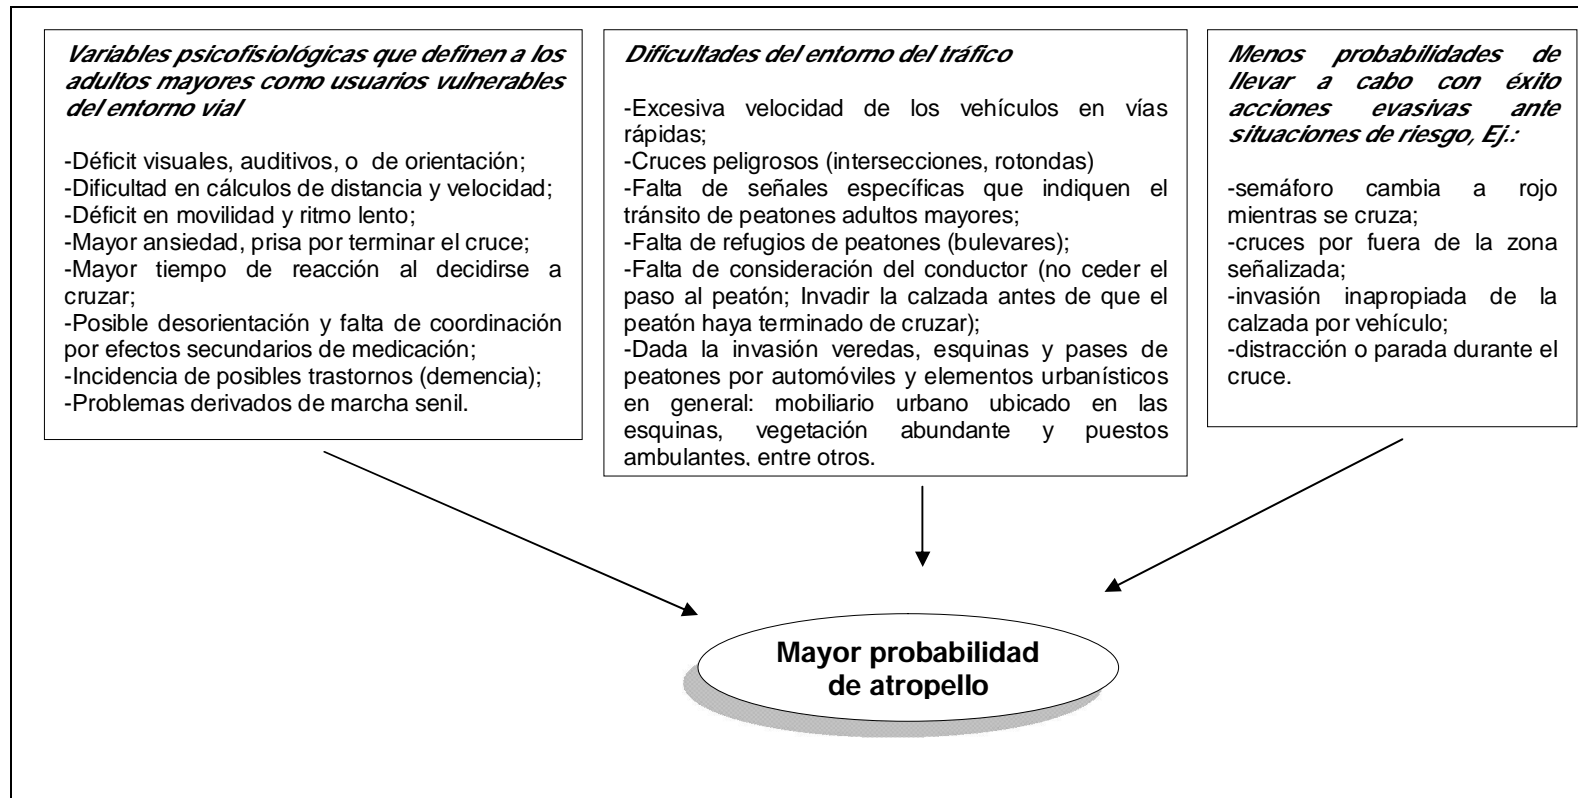 Variables psicofisiológicas que definen a los
adultos mayores como usuarios vulnerables
del entorno vial
-Déficit visuales, auditivos, o de orientación;
-Dificultad en cálculos de distancia y velocidad;
-Déficit en movilidad y ritmo lento;
-Mayor ansiedad, prisa por terminar el cruce;
-Mayor tiempo de reacción al decidirse a
cruzar;
-Posible desorientación y falta de coordinación
por efectos secundarios de medicación;
-Incidencia de posibles trastornos (demencia);
-Problemas derivados de marcha senil.
Dificultades del entorno del tráfico
-Excesiva velocidad de los vehículos en vías
rápidas;
-Cruces peligrosos (intersecciones, rotondas)
-Falta de señales específicas que indiquen el
tránsito de peatones adultos mayores;
-Falta de refugios de peatones (bulevares);
-Falta de consideración del conductor (no ceder el
paso al peatón; Invadir la calzada antes de que el
peatón haya terminado de cruzar);
-Dada la invasión veredas, esquinas y pases de
peatones por automóviles y elementos urbanísticos
en general: mobiliario urbano ubicado en las
esquinas, vegetación abundante y puestos
ambulantes, entre otros.
Menos probabilidades de
llevar a cabo con éxito
acciones evasivas ante
situaciones de riesgo, Ej.:
-semáforo cambia a rojo
mientras se cruza;
-cruces por fuera de la zona
señalizada;
-invasión inapropiada de la
calzada por vehículo;
-distracción o parada durante el
cruce.
Mayor probabilidad
de atropello